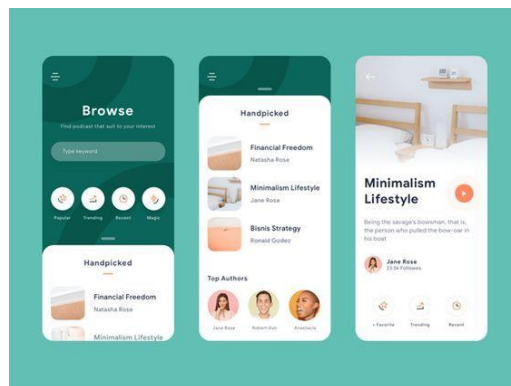 Browse
Find podcast that suit to your interest
Type keyword
Popular
Trending
Recent
Magic
Handpicked
Financial Freedom
Natasha Rose
Minimalism Lifestyle
Handpicked
Financial Freedom
Natasha Rose
Minimalism Lifestyle
Jane Rose
Bisnis Strategy
Ronald Godez
Top Authors
Jane Rose
Robert Gun
Anastacia
Minimalism
Lifestyle
Being the savage's bowsman, that is,
the person who pulled the bow-oar in
his boat
Jane Rose
23.5k Followers
+ Favorite
Trending
Recent